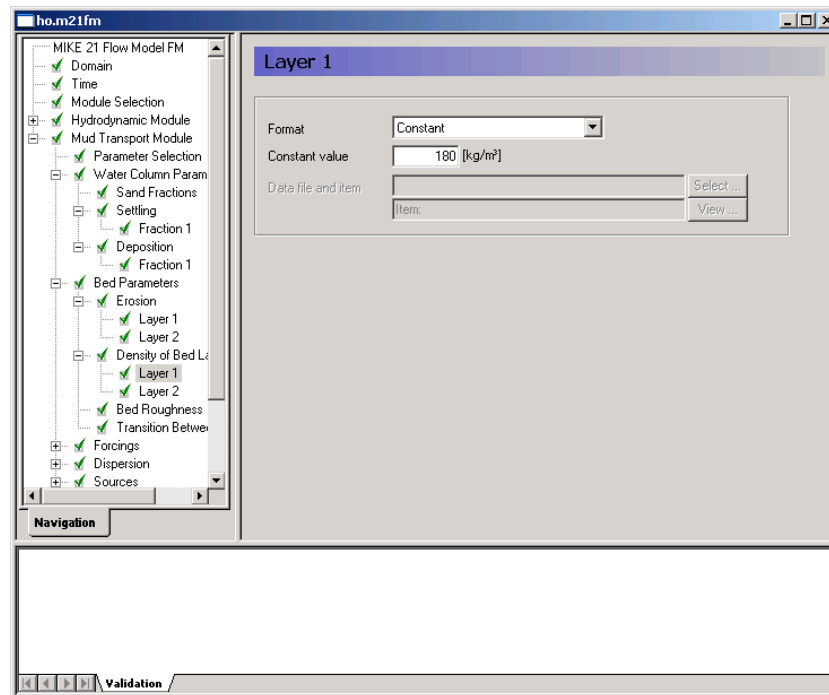 ho.m21fm
MIKE 21 Flow Model FM
Domain
Time
Module Selection
Hydrodynamic Module
Mud Transport Module
Parameter Selection
Water Column Param
Sand Fractions
Settling
Fraction 1
Deposition
Fraction 1
Bed Parameters
Erosion
Layer 1
Layer 2
Density of Bed La
Layer 1
Layer 2
Bed Roughness
Transition Betwee
Forcings
Dispersion
Sources
Navigation
Layer 1
Format Constant
Constant value 180 [kg/m³]
Data file and item Select ...
Item: View ...
Validation